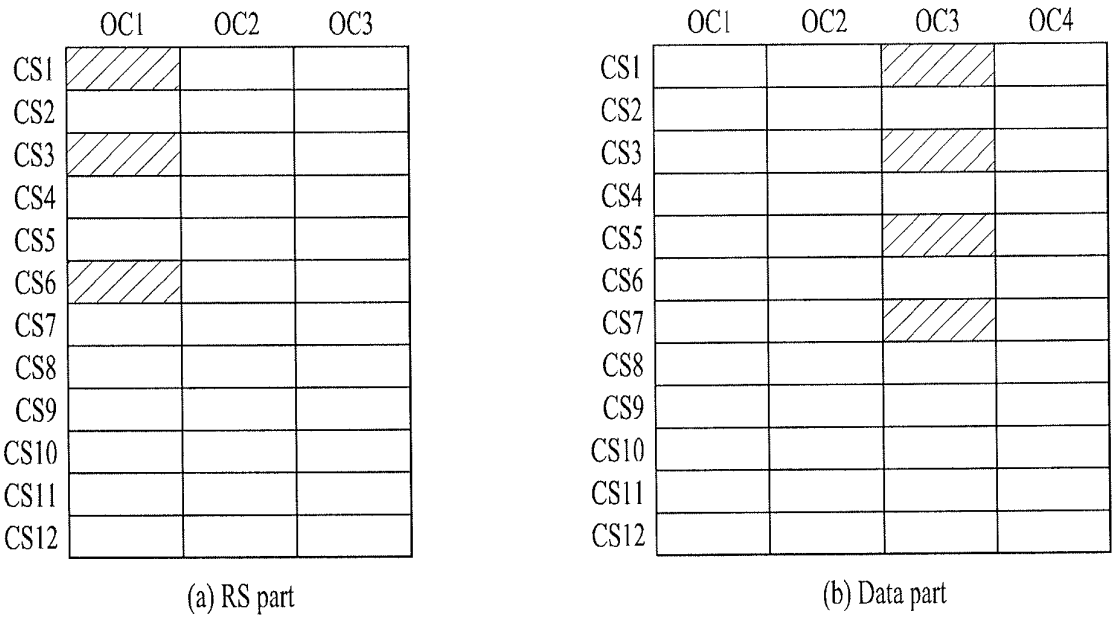 OC1 OC2 OC3
CS1
CS2
CS3
CS4
CS5
CS6
CS7
CS8
CS9
CS10
CS11
CS12
(a) RS part
OC1 OC2 OC3 OC4
CS1
CS2
CS3
CS4
CS5
CS6
CS7
CS8
CS9
CS10
CS11
CS12
(b) Data part